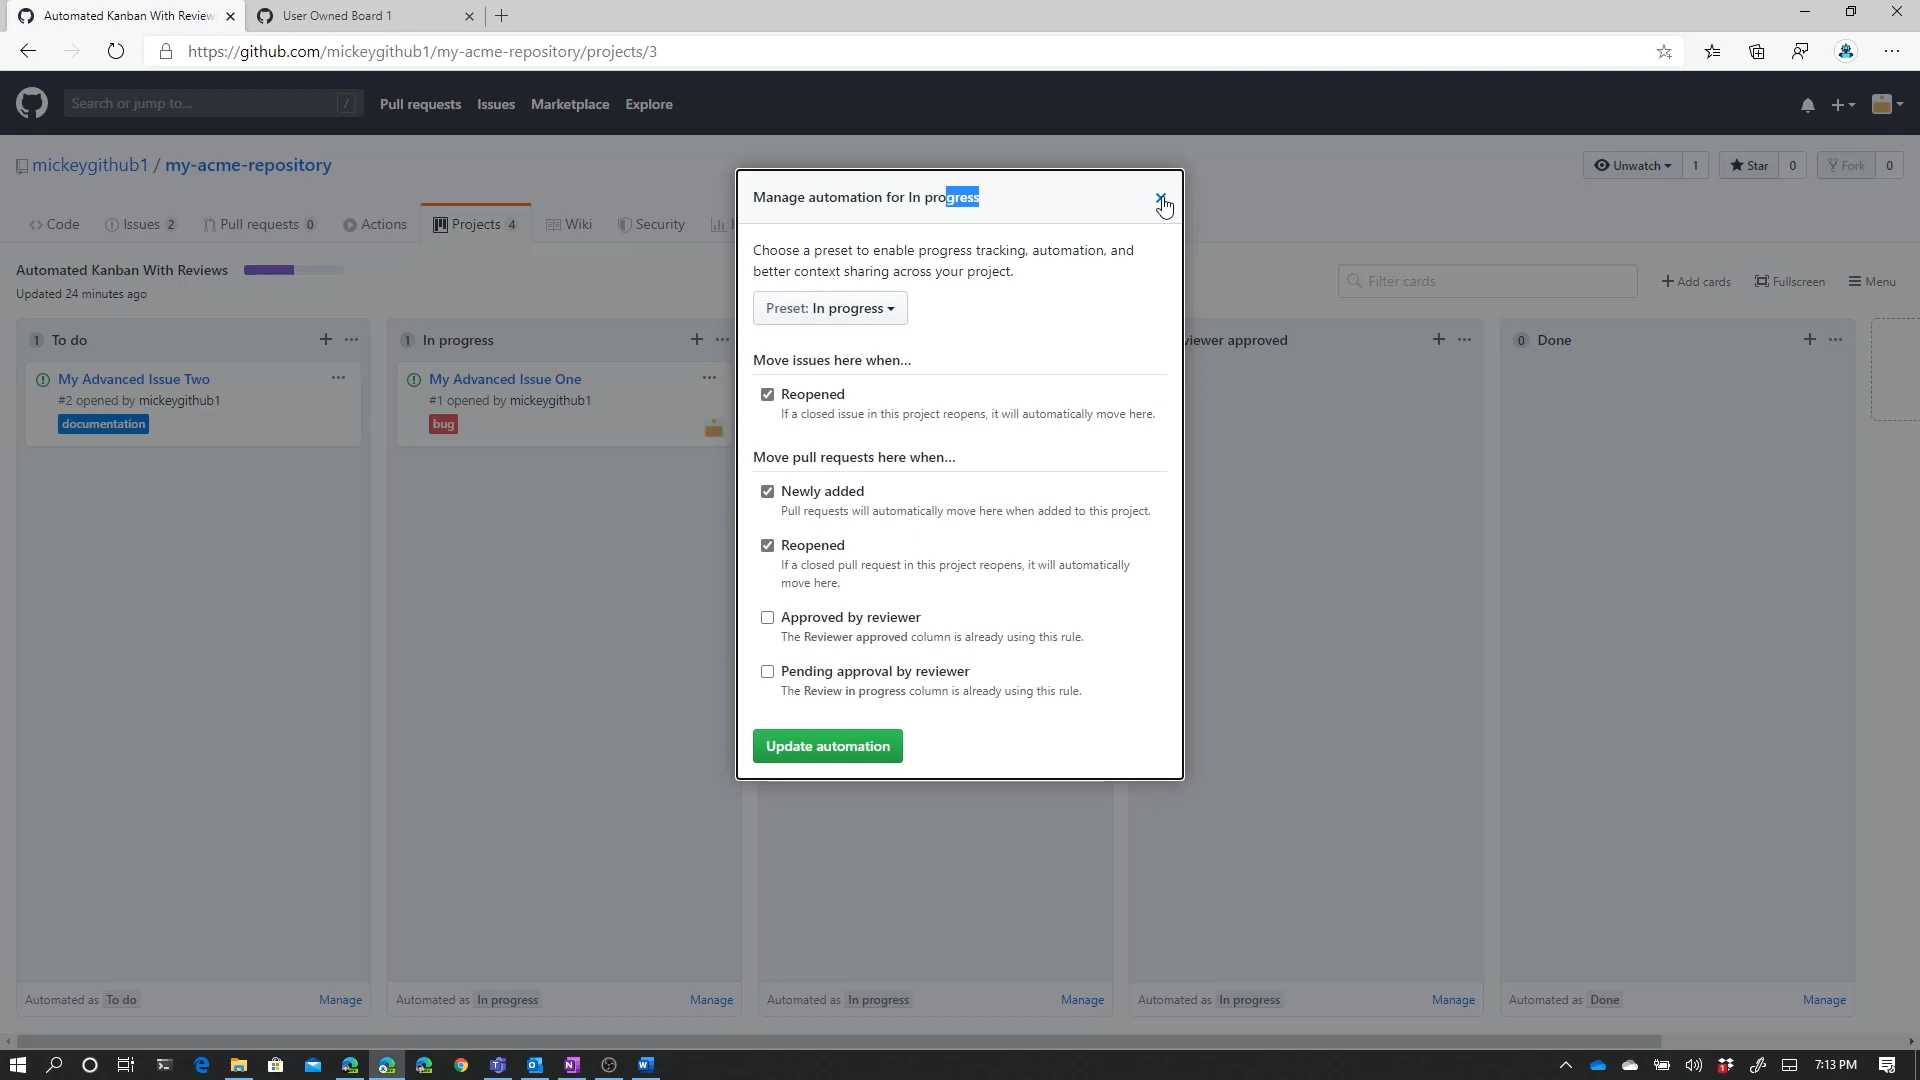 Automated Kanban With Review
User Owned Board 1
https://github.com/mickeygithub1/my-acme-repository/projects/3
Search or jump to...
/
Pull requests
Issues
Marketplace
Explore
mickeygithub1 / my-acme-repository
Unwatch
1
Star
0
Fork
0
Code
Issues 2
Pull requests 0
Actions
Projects 4
Wiki
Security
Automated Kanban With Reviews
Updated 24 minutes ago
Filter cards
Add cards
Fullscreen
Menu
1 To do
My Advanced Issue Two
#2 opened by mickeygithub1
documentation
Automated as To do
Manage
1 In progress
My Advanced Issue One
#1 opened by mickeygithub1
bug
Automated as In progress
Manage
Manage automation for In progress
Choose a preset to enable progress tracking, automation, and
better context sharing across your project.
Preset: In progress
Move issues here when...
Reopened
If a closed issue in this project reopens, it will automatically move here.
Move pull requests here when...
Newly added
Pull requests will automatically move here when added to this project.
Reopened
If a closed pull request in this project reopens, it will automatically
move here.
Approved by reviewer
The Reviewer approved column is already using this rule.
Pending approval by reviewer
The Review in progress column is already using this rule.
Update automation
Automated as In progress
Manage
viewer approved
Automated as In progress
Manage
0 Done
Automated as Done
Manage
7:13 PM